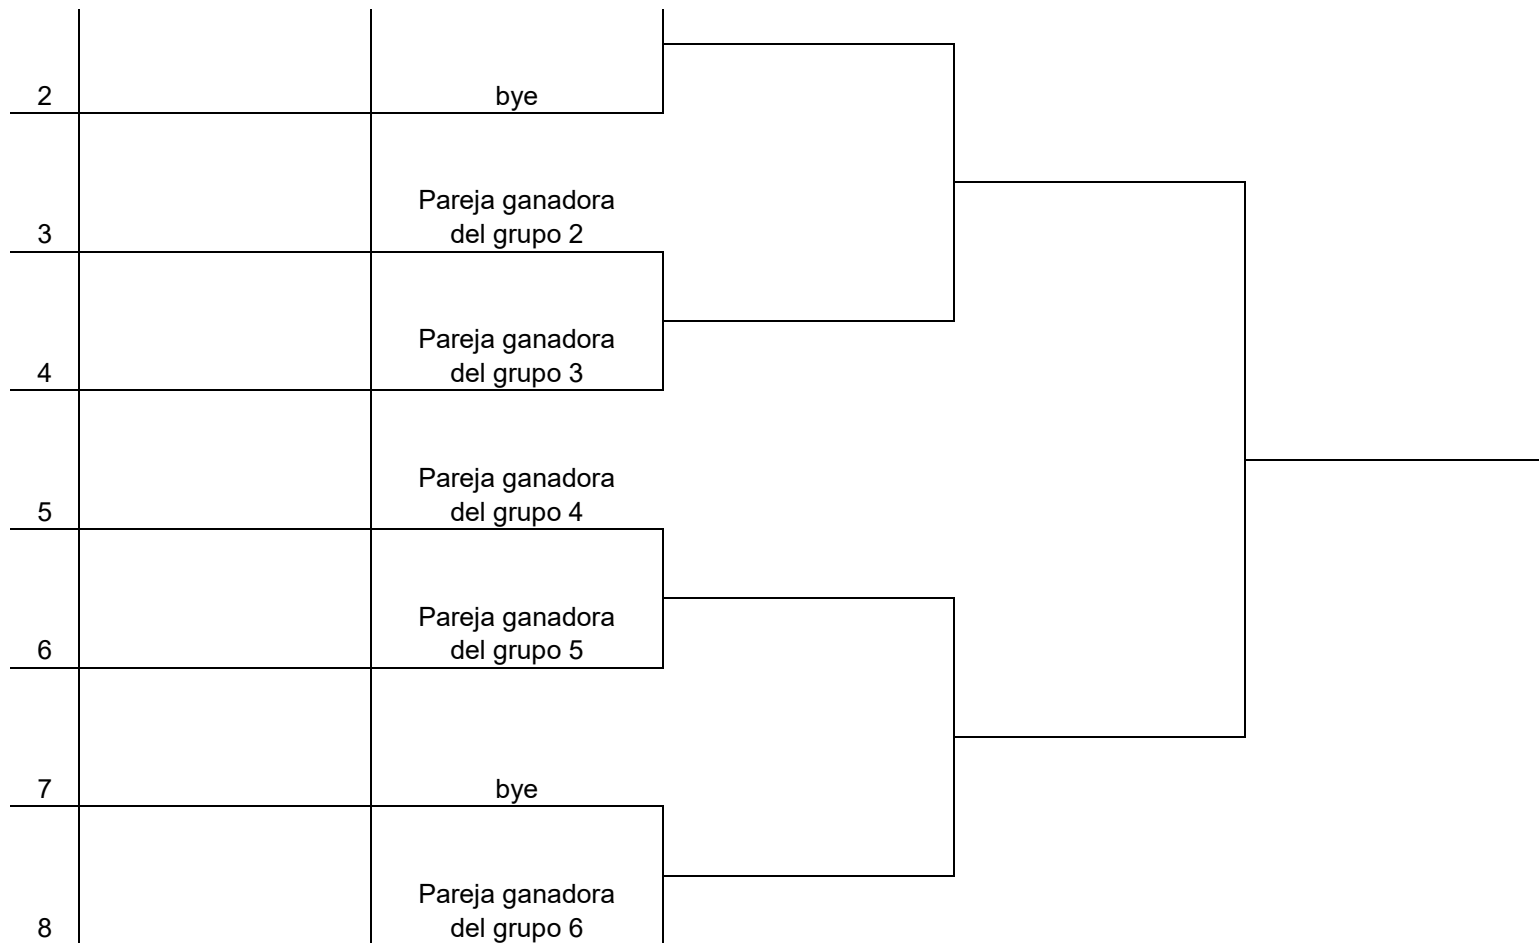 2
bye
3
Pareja ganadora
del grupo 2
4
Pareja ganadora
del grupo 3
5
Pareja ganadora
del grupo 4
6
Pareja ganadora
del grupo 5
7
bye
8
Pareja ganadora
del grupo 6